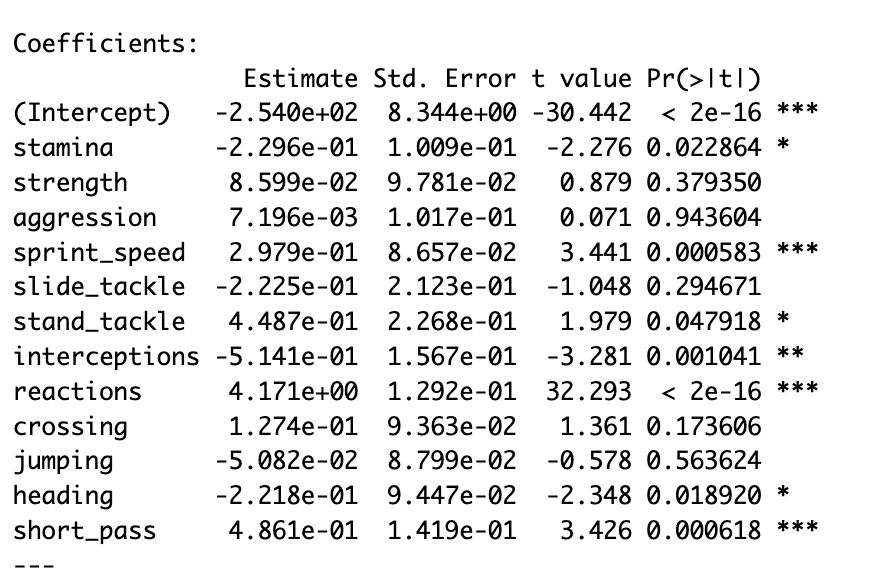 Coefficients:
Estimate Std. Error t value Pr(>|t|)
(Intercept) -2.540e+02 8.344e+00 -30.442 < 2e-16 ***
stamina -2.296e-01 1.009e-01 -2.276 0.022864 *
strength 8.599e-02 9.781e-02 0.879 0.379350
aggression 7.196e-03 1.017e-01 0.071 0.943604
sprint_speed 2.979e-01 8.657e-02 3.441 0.000583 ***
slide_tackle -2.225e-01 2.123e-01 -1.048 0.294671
stand_tackle 4.487e-01 2.268e-01 1.979 0.047918 *
interceptions -5.141e-01 1.567e-01 -3.281 0.001041 **
reactions 4.171e+00 1.292e-01 32.293 < 2e-16 ***
crossing 1.274e-01 9.363e-02 1.361 0.173606
jumping -5.082e-02 8.799e-02 -0.578 0.563624
heading -2.218e-01 9.447e-02 -2.348 0.018920 *
short_pass 4.861e-01 1.419e-01 3.426 0.000618 ***
---